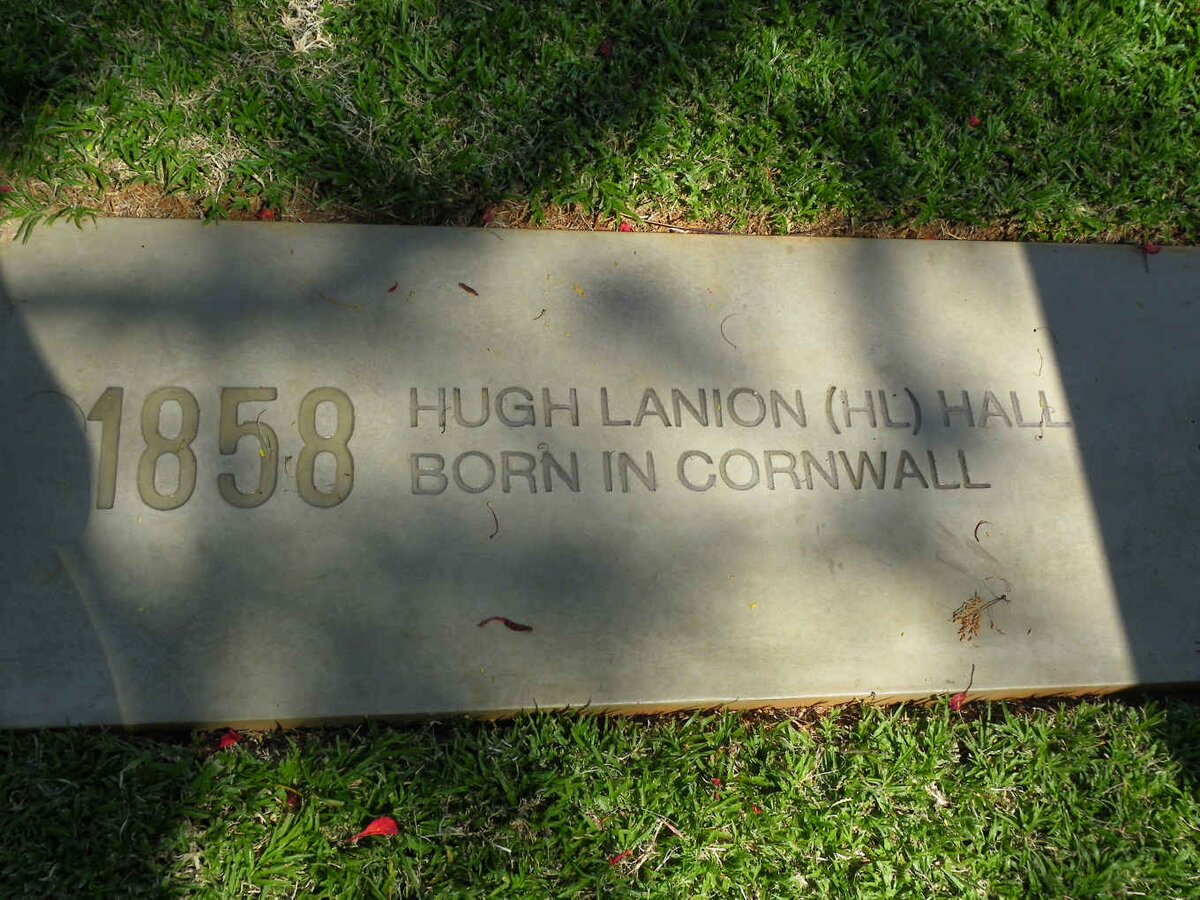 1858
HUGH LANION (HL) HALL
BORN IN CORNWALL